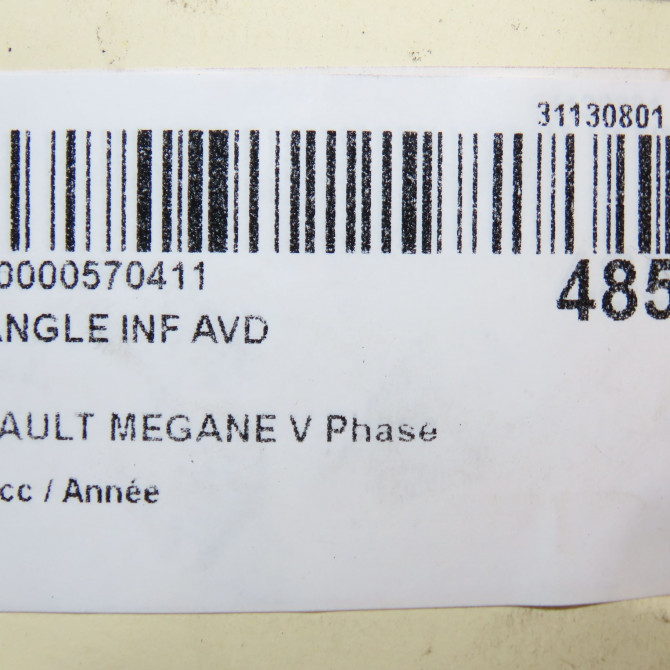 31130801
0000570411
485
ANGLE INF AVD
AULT MEGANE V Phase
cc / Année